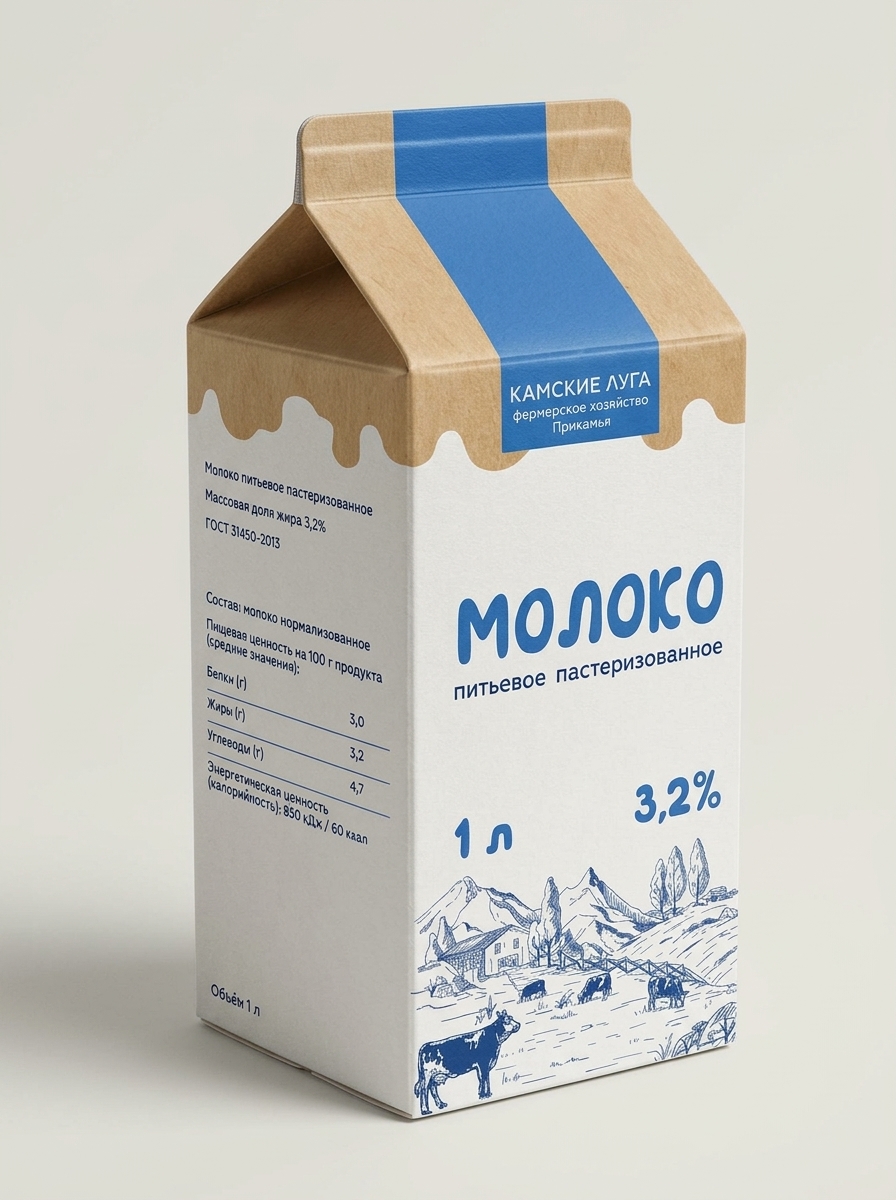 КАМСКИЕ ЛУГА
фермерское хозяйство
Прикамья
МОЛОКО
питьевое пастеризованное
3,2%
1 л
Молоко питьевое пастеризованное
Массовая доля жира 3,2%
ГОСТ 31450-2013
Состав: молоко нормализованное
Пищевая ценность на 100 г продукта
(средние значения):
Белки (г)
3,0
Жиры (г)
3,2
Углеводы (г)
4,7
Энергетическая ценность
(калорийность): 850 кДж / 60 ккал
Объём 1 л